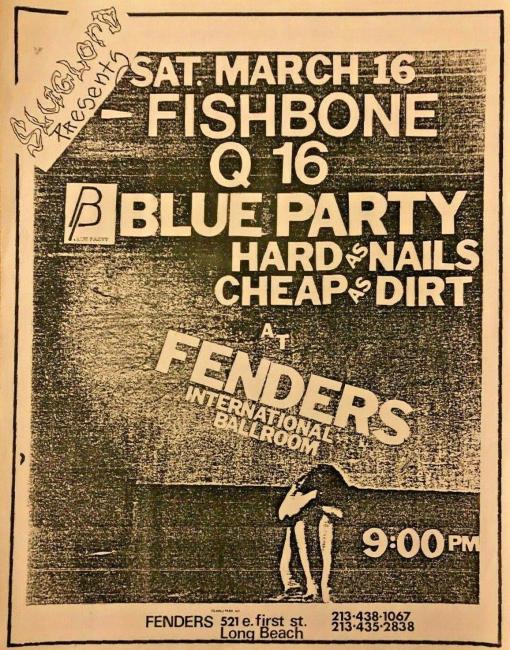 Presents
SAT. MARCH 16
- FISHBONE
Q 16
B BLUE PARTY
HARD AS NAILS
CHEAP AS DIRT
AT
FENDERS
INTERNATIONAL
BALLROOM
9:00 PM
FENDERS 521 e. first st. 213-438-1067
Long Beach 213-435-2838